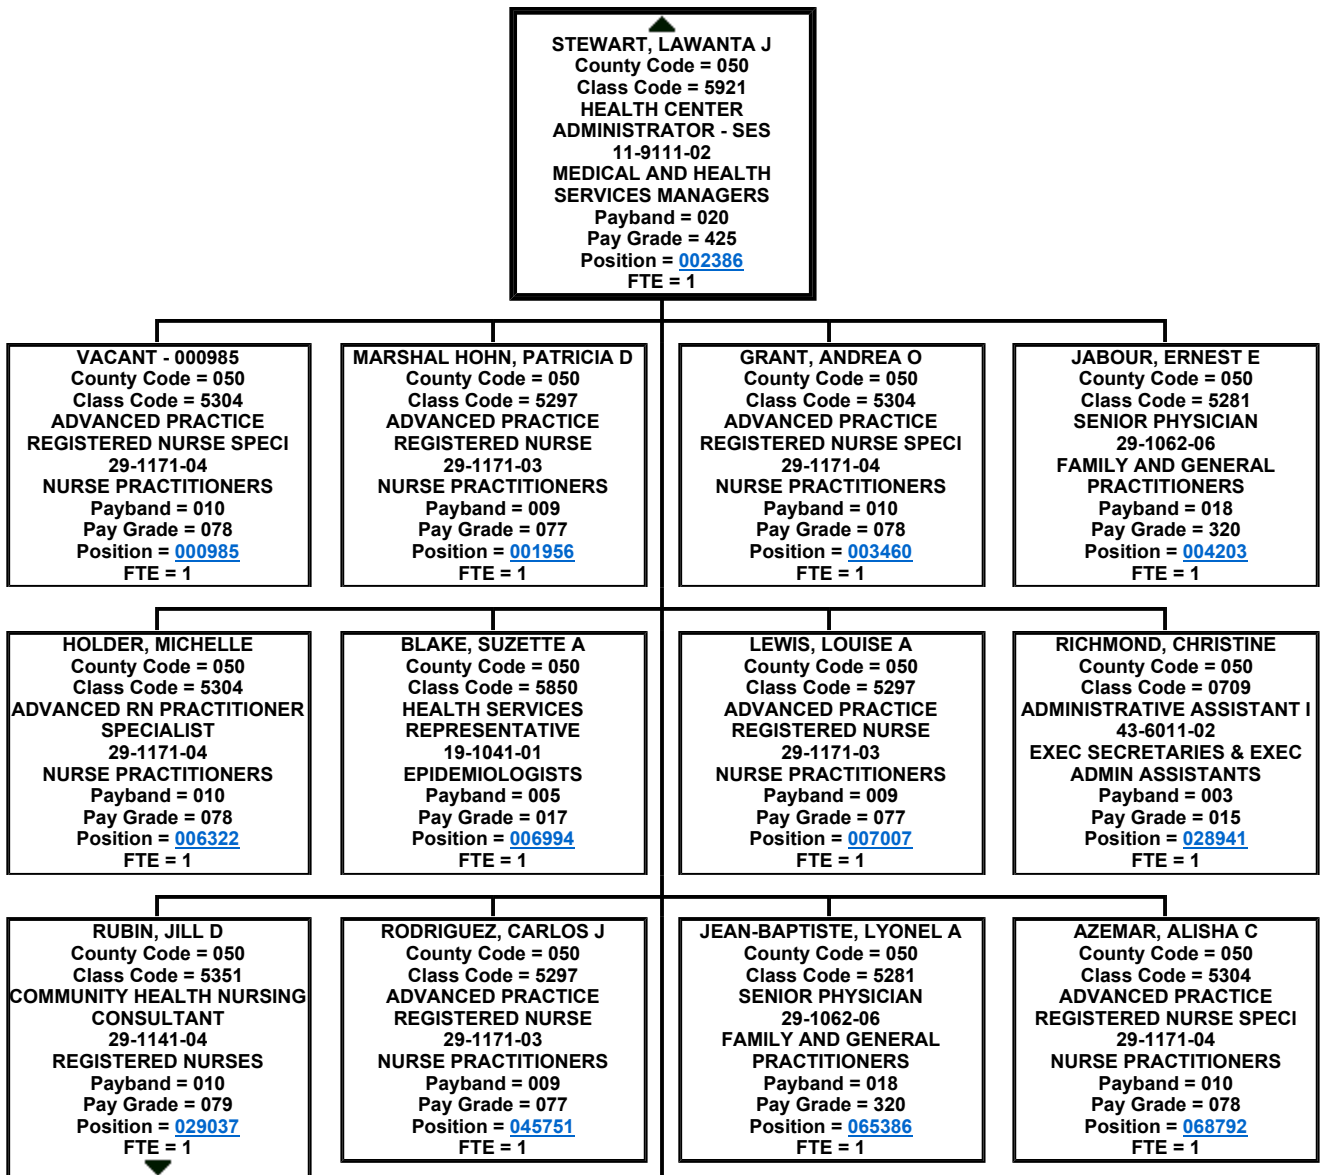 STEWART, LAWANTA J
County Code = 050
Class Code = 5921
HEALTH CENTER
ADMINISTRATOR - SES
11-9111-02
MEDICAL AND HEALTH
SERVICES MANAGERS
Payband = 020
Pay Grade = 425
Position = 002386
FTE = 1
VACANT - 000985
County Code = 050
Class Code = 5304
ADVANCED PRACTICE
REGISTERED NURSE SPECI
29-1171-04
NURSE PRACTITIONERS
Payband = 010
Pay Grade = 078
Position = 000985
FTE = 1
MARSHAL HOHN, PATRICIA D
County Code = 050
Class Code = 5297
ADVANCED PRACTICE
REGISTERED NURSE
29-1171-03
NURSE PRACTITIONERS
Payband = 009
Pay Grade = 077
Position = 001956
FTE = 1
GRANT, ANDREA O
County Code = 050
Class Code = 5304
ADVANCED PRACTICE
REGISTERED NURSE SPECI
29-1171-04
NURSE PRACTITIONERS
Payband = 010
Pay Grade = 078
Position = 003460
FTE = 1
JABOUR, ERNEST E
County Code = 050
Class Code = 5281
SENIOR PHYSICIAN
29-1062-06
FAMILY AND GENERAL
PRACTITIONERS
Payband = 018
Pay Grade = 320
Position = 004203
FTE = 1
HOLDER, MICHELLE
County Code = 050
Class Code = 5304
ADVANCED RN PRACTITIONER
SPECIALIST
29-1171-04
NURSE PRACTITIONERS
Payband = 010
Pay Grade = 078
Position = 006322
FTE = 1
BLAKE, SUZETTE A
County Code = 050
Class Code = 5850
HEALTH SERVICES
REPRESENTATIVE
19-1041-01
EPIDEMIOLOGISTS
Payband = 005
Pay Grade = 017
Position = 006994
FTE = 1
LEWIS, LOUISE A
County Code = 050
Class Code = 5297
ADVANCED PRACTICE
REGISTERED NURSE
29-1171-03
NURSE PRACTITIONERS
Payband = 009
Pay Grade = 077
Position = 007007
FTE = 1
RICHMOND, CHRISTINE
County Code = 050
Class Code = 0709
ADMINISTRATIVE ASSISTANT I
43-6011-02
EXEC SECRETARIES & EXEC
ADMIN ASSISTANTS
Payband = 003
Pay Grade = 015
Position = 028941
FTE = 1
RUBIN, JILL D
County Code = 050
Class Code = 5351
COMMUNITY HEALTH NURSING
CONSULTANT
29-1141-04
REGISTERED NURSES
Payband = 010
Pay Grade = 079
Position = 029037
FTE = 1
RODRIGUEZ, CARLOS J
County Code = 050
Class Code = 5297
ADVANCED PRACTICE
REGISTERED NURSE
29-1171-03
NURSE PRACTITIONERS
Payband = 009
Pay Grade = 077
Position = 045751
FTE = 1
JEAN-BAPTISTE, LYONEL A
County Code = 050
Class Code = 5281
SENIOR PHYSICIAN
29-1062-06
FAMILY AND GENERAL
PRACTITIONERS
Payband = 018
Pay Grade = 320
Position = 065386
FTE = 1
AZEMAR, ALISHA C
County Code = 050
Class Code = 5304
ADVANCED PRACTICE
REGISTERED NURSE SPECI
29-1171-04
NURSE PRACTITIONERS
Payband = 010
Pay Grade = 078
Position = 068792
FTE = 1